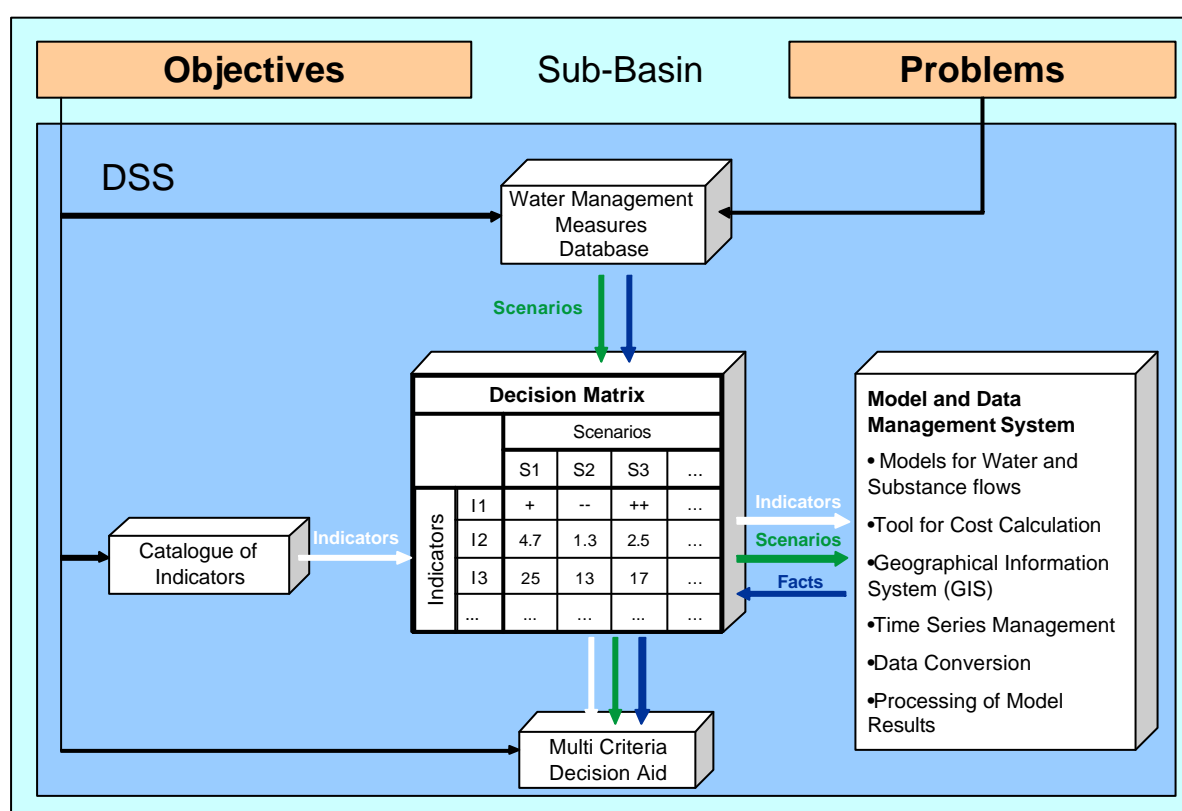 Objectives
Sub-Basin
Problems
DSS
Water Management
Measures
Database
Scenarios
Decision Matrix
Scenarios
S1 S2 S3 ...
Indicators
I1 + -- ++ ...
I2 4.7 1.3 2.5 ...
I3 25 13 17 ...
... ... ... ... ...
Catalogue of
Indicators
Indicators
Indicators
Scenarios
Facts
Model and Data
Management System
• Models for Water and
Substance flows
•Tool for Cost Calculation
•Geographical Information
System (GIS)
•Time Series Management
•Data Conversion
•Processing of Model
Results
Multi Criteria
Decision Aid